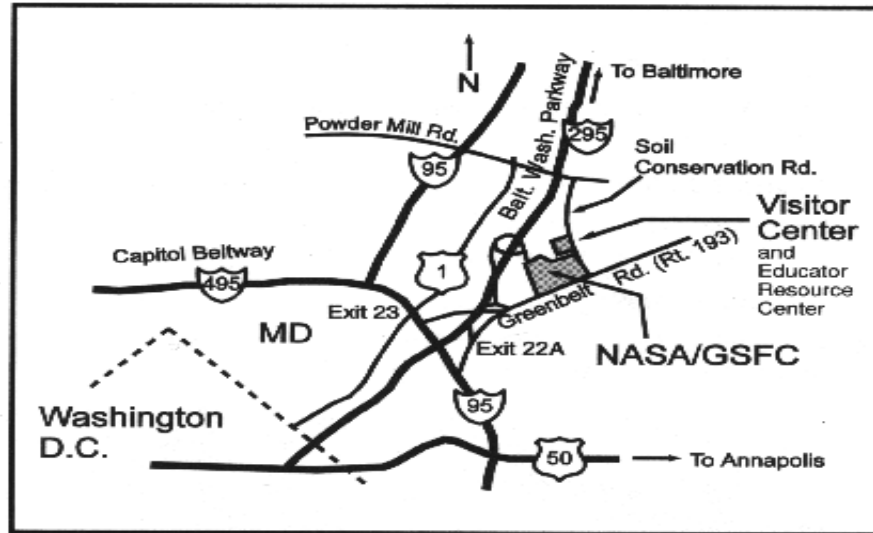 N
To Baltimore
Belt. Wash. Parkway
295
Powder Mill Rd.
Soil
Conservation Rd.
95
Visitor
Center
and
Educator
Resource
Center
Capitol Beltway
495
1
Greenbelt Rd. (Rt. 193)
Exit 23
MD
Exit 22A
NASA/GSFC
Washington
D.C.
95
50
To Annapolis